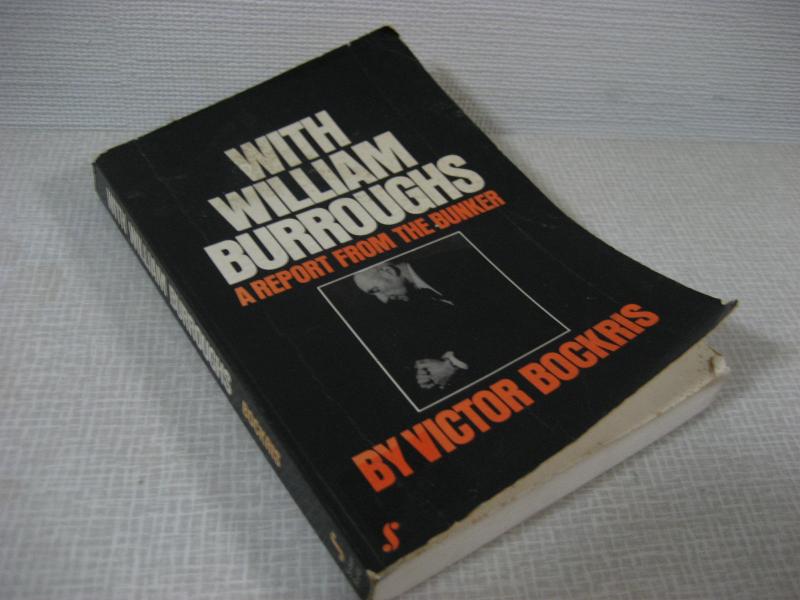 WITH
WILLIAM
BURROUGHS
A REPORT FROM THE BUNKER
BY VICTOR BOCKRIS
WITH WILLIAM BURROUGHS
BOCKRIS